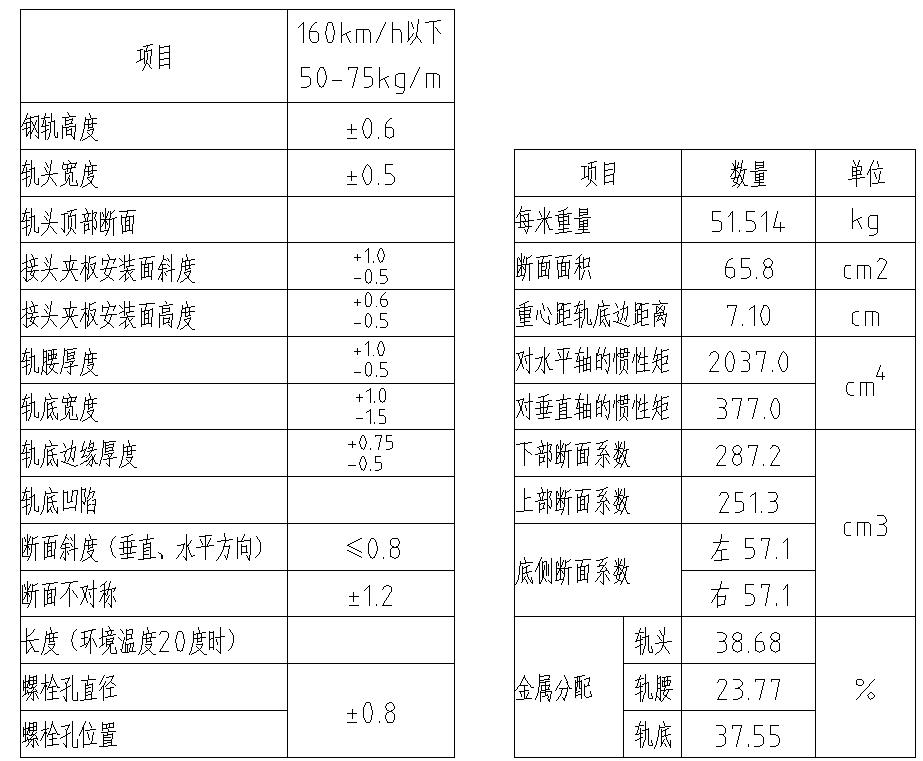 项目 160km/h以下
50-75kg/m
钢轨高度 ±0.6
轨头宽度 ±0.5
轨头顶部断面
接头夹板安装面斜度 +1.0
-0.5
接头夹板安装面高度 +0.6
-0.5
轨腰厚度 +1.0
-0.5
轨底宽度 +1.0
-1.5
轨底边缘厚度 +0.75
-0.5
轨底凹陷
断面斜度(垂直、水平方向) ≤0.8
断面不对称 ±1.2
长度(环境温度20度时)
螺栓孔直径 ±0.8
螺栓孔位置
项目 数量 单位
每米重量 51.514 kg
断面面积 65.8 cm2
重心距轨底边距离 7.10 cm
对水平轴的惯性矩 2037.0 cm4
对垂直轴的惯性矩 377.0
下部断面系数 287.2 cm3
上部断面系数 251.3
底侧断面系数 左 57.1
右 57.1
金属分配 轨头 38.68 %
轨腰 23.77
轨底 37.55